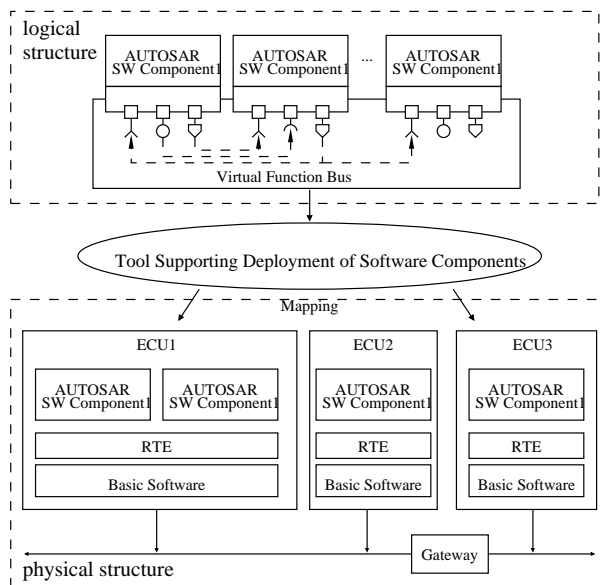 logical
structure
AUTOSAR
SW Component1
AUTOSAR
SW Component1
...
AUTOSAR
SW Component1
Virtual Function Bus
Tool Supporting Deployment of Software Components
Mapping
ECU1
ECU2
ECU3
AUTOSAR
SW Component1
AUTOSAR
SW Component1
AUTOSAR
SW Component1
AUTOSAR
SW Component1
RTE
RTE
RTE
Basic Software
Basic Software
Basic Software
Gateway
physical structure